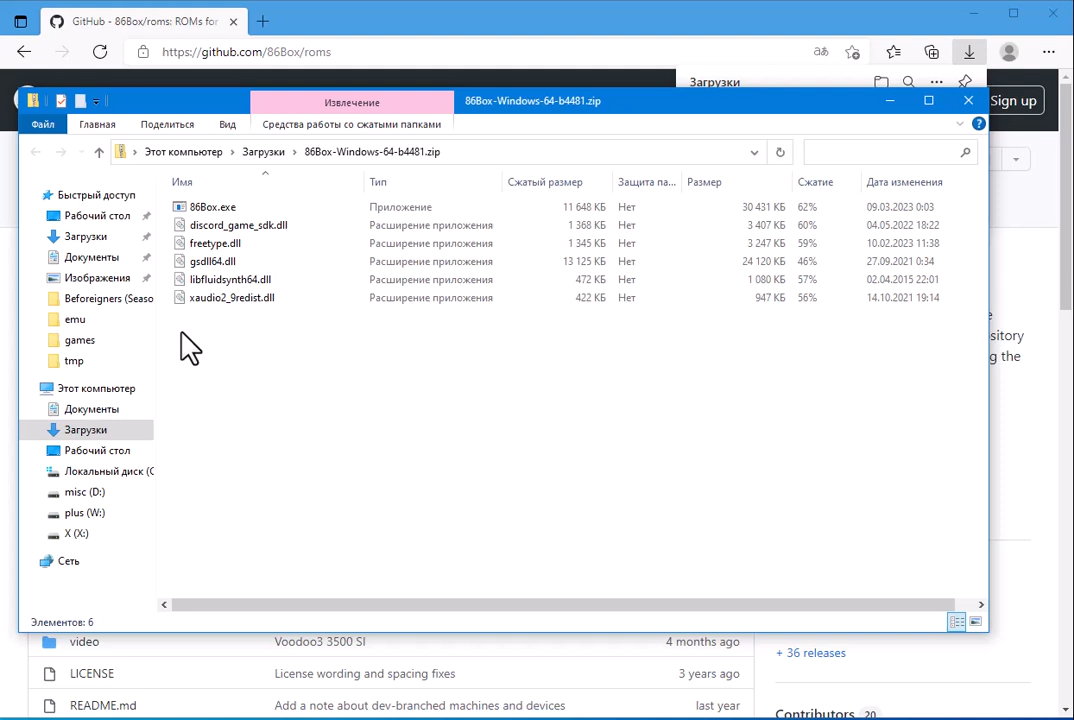 GitHub - 86Box/roms: ROMs for
https://github.com/86Box/roms
Загрузки
Sign up
Извлечение
86Box-Windows-64-b4481.zip
Файл
Главная
Поделиться
Вид
Средства работы со сжатыми папками
Этот компьютер > Загрузки > 86Box-Windows-64-b4481.zip
Имя Тип Сжатый размер Защита па... Размер Сжатие Дата изменения
86Box.exe Приложение 11 648 КБ Нет 30 431 КБ 62% 09.03.2023 0:03
discord_game_sdk.dll Расширение приложения 1 368 КБ Нет 3 407 КБ 60% 04.05.2022 18:22
freetype.dll Расширение приложения 1 345 КБ Нет 3 247 КБ 59% 10.02.2023 11:38
gsdll64.dll Расширение приложения 13 125 КБ Нет 24 120 КБ 46% 27.09.2021 0:34
libfluidsynth64.dll Расширение приложения 472 КБ Нет 1 080 КБ 57% 02.04.2015 22:01
xaudio2_9redist.dll Расширение приложения 422 КБ Нет 947 КБ 56% 14.10.2021 19:14
Быстрый доступ
Рабочий стол
Загрузки
Документы
Изображения
Beforeigners (Seaso
emu
games
tmp
Этот компьютер
Документы
Загрузки
Рабочий стол
Локальный диск (C
misc (D:)
plus (W:)
X (X:)
Сеть
Элементов: 6
sitory
g the
video Voodoo3 3500 SI 4 months ago
LICENSE License wording and spacing fixes 3 years ago
README.md Add a note about dev-branched machines and devices last year
+ 36 releases
Contributors 20